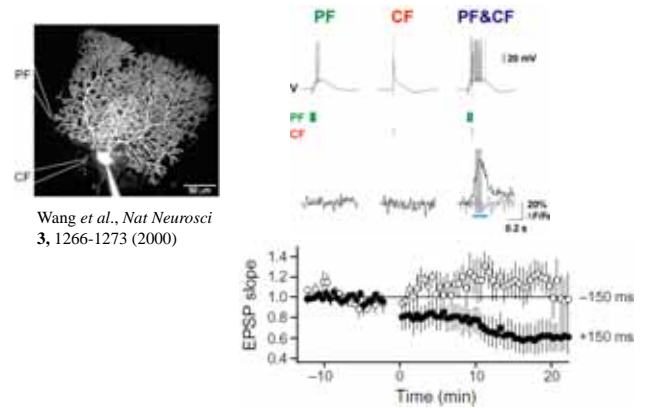 PF CF PF&CF
PF
CF
50 µm
Wang et al., Nat Neurosci
3, 1266-1273 (2000)
20 mV
V
PF
CF
20%
0.2 s
EPSP slope
1.4
1.2
1.0
0.8
0.6
0.4
–150 ms
+150 ms
–10 0 10 20
Time (min)